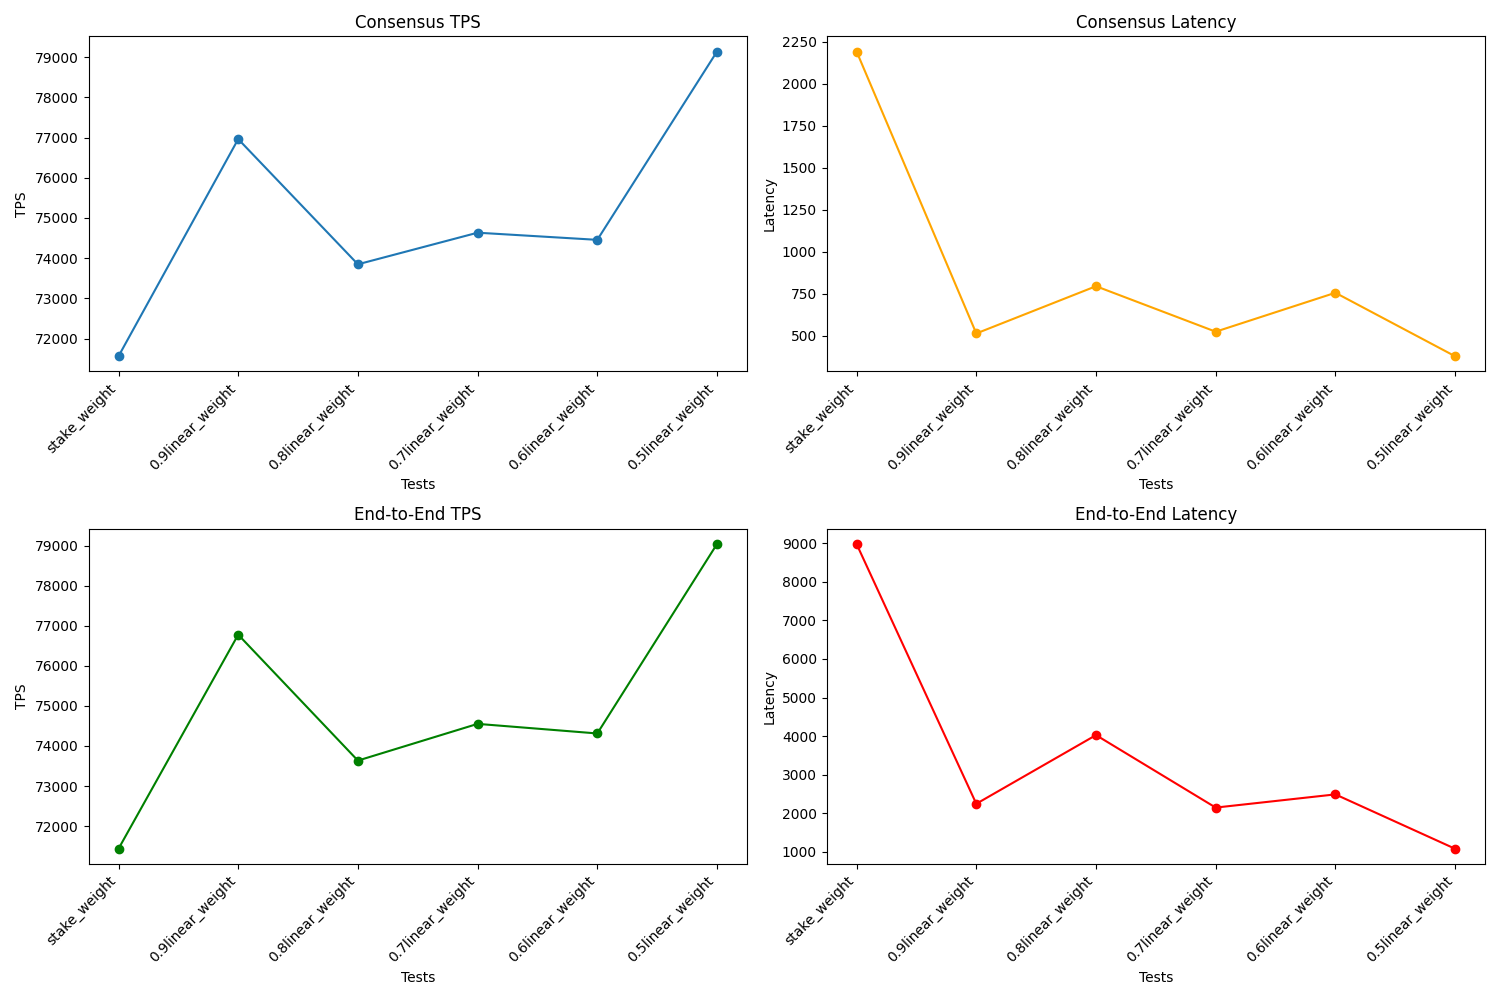 Consensus TPS
TPS
79000
78000
77000
76000
75000
74000
73000
72000
stake_weight
0.9linear_weight
0.8linear_weight
0.7linear_weight
0.6linear_weight
0.5linear_weight
Tests
Consensus Latency
Latency
2250
2000
1750
1500
1250
1000
750
500
stake_weight
0.9linear_weight
0.8linear_weight
0.7linear_weight
0.6linear_weight
0.5linear_weight
Tests
End-to-End TPS
TPS
79000
78000
77000
76000
75000
74000
73000
72000
stake_weight
0.9linear_weight
0.8linear_weight
0.7linear_weight
0.6linear_weight
0.5linear_weight
Tests
End-to-End Latency
Latency
9000
8000
7000
6000
5000
4000
3000
2000
1000
stake_weight
0.9linear_weight
0.8linear_weight
0.7linear_weight
0.6linear_weight
0.5linear_weight
Tests